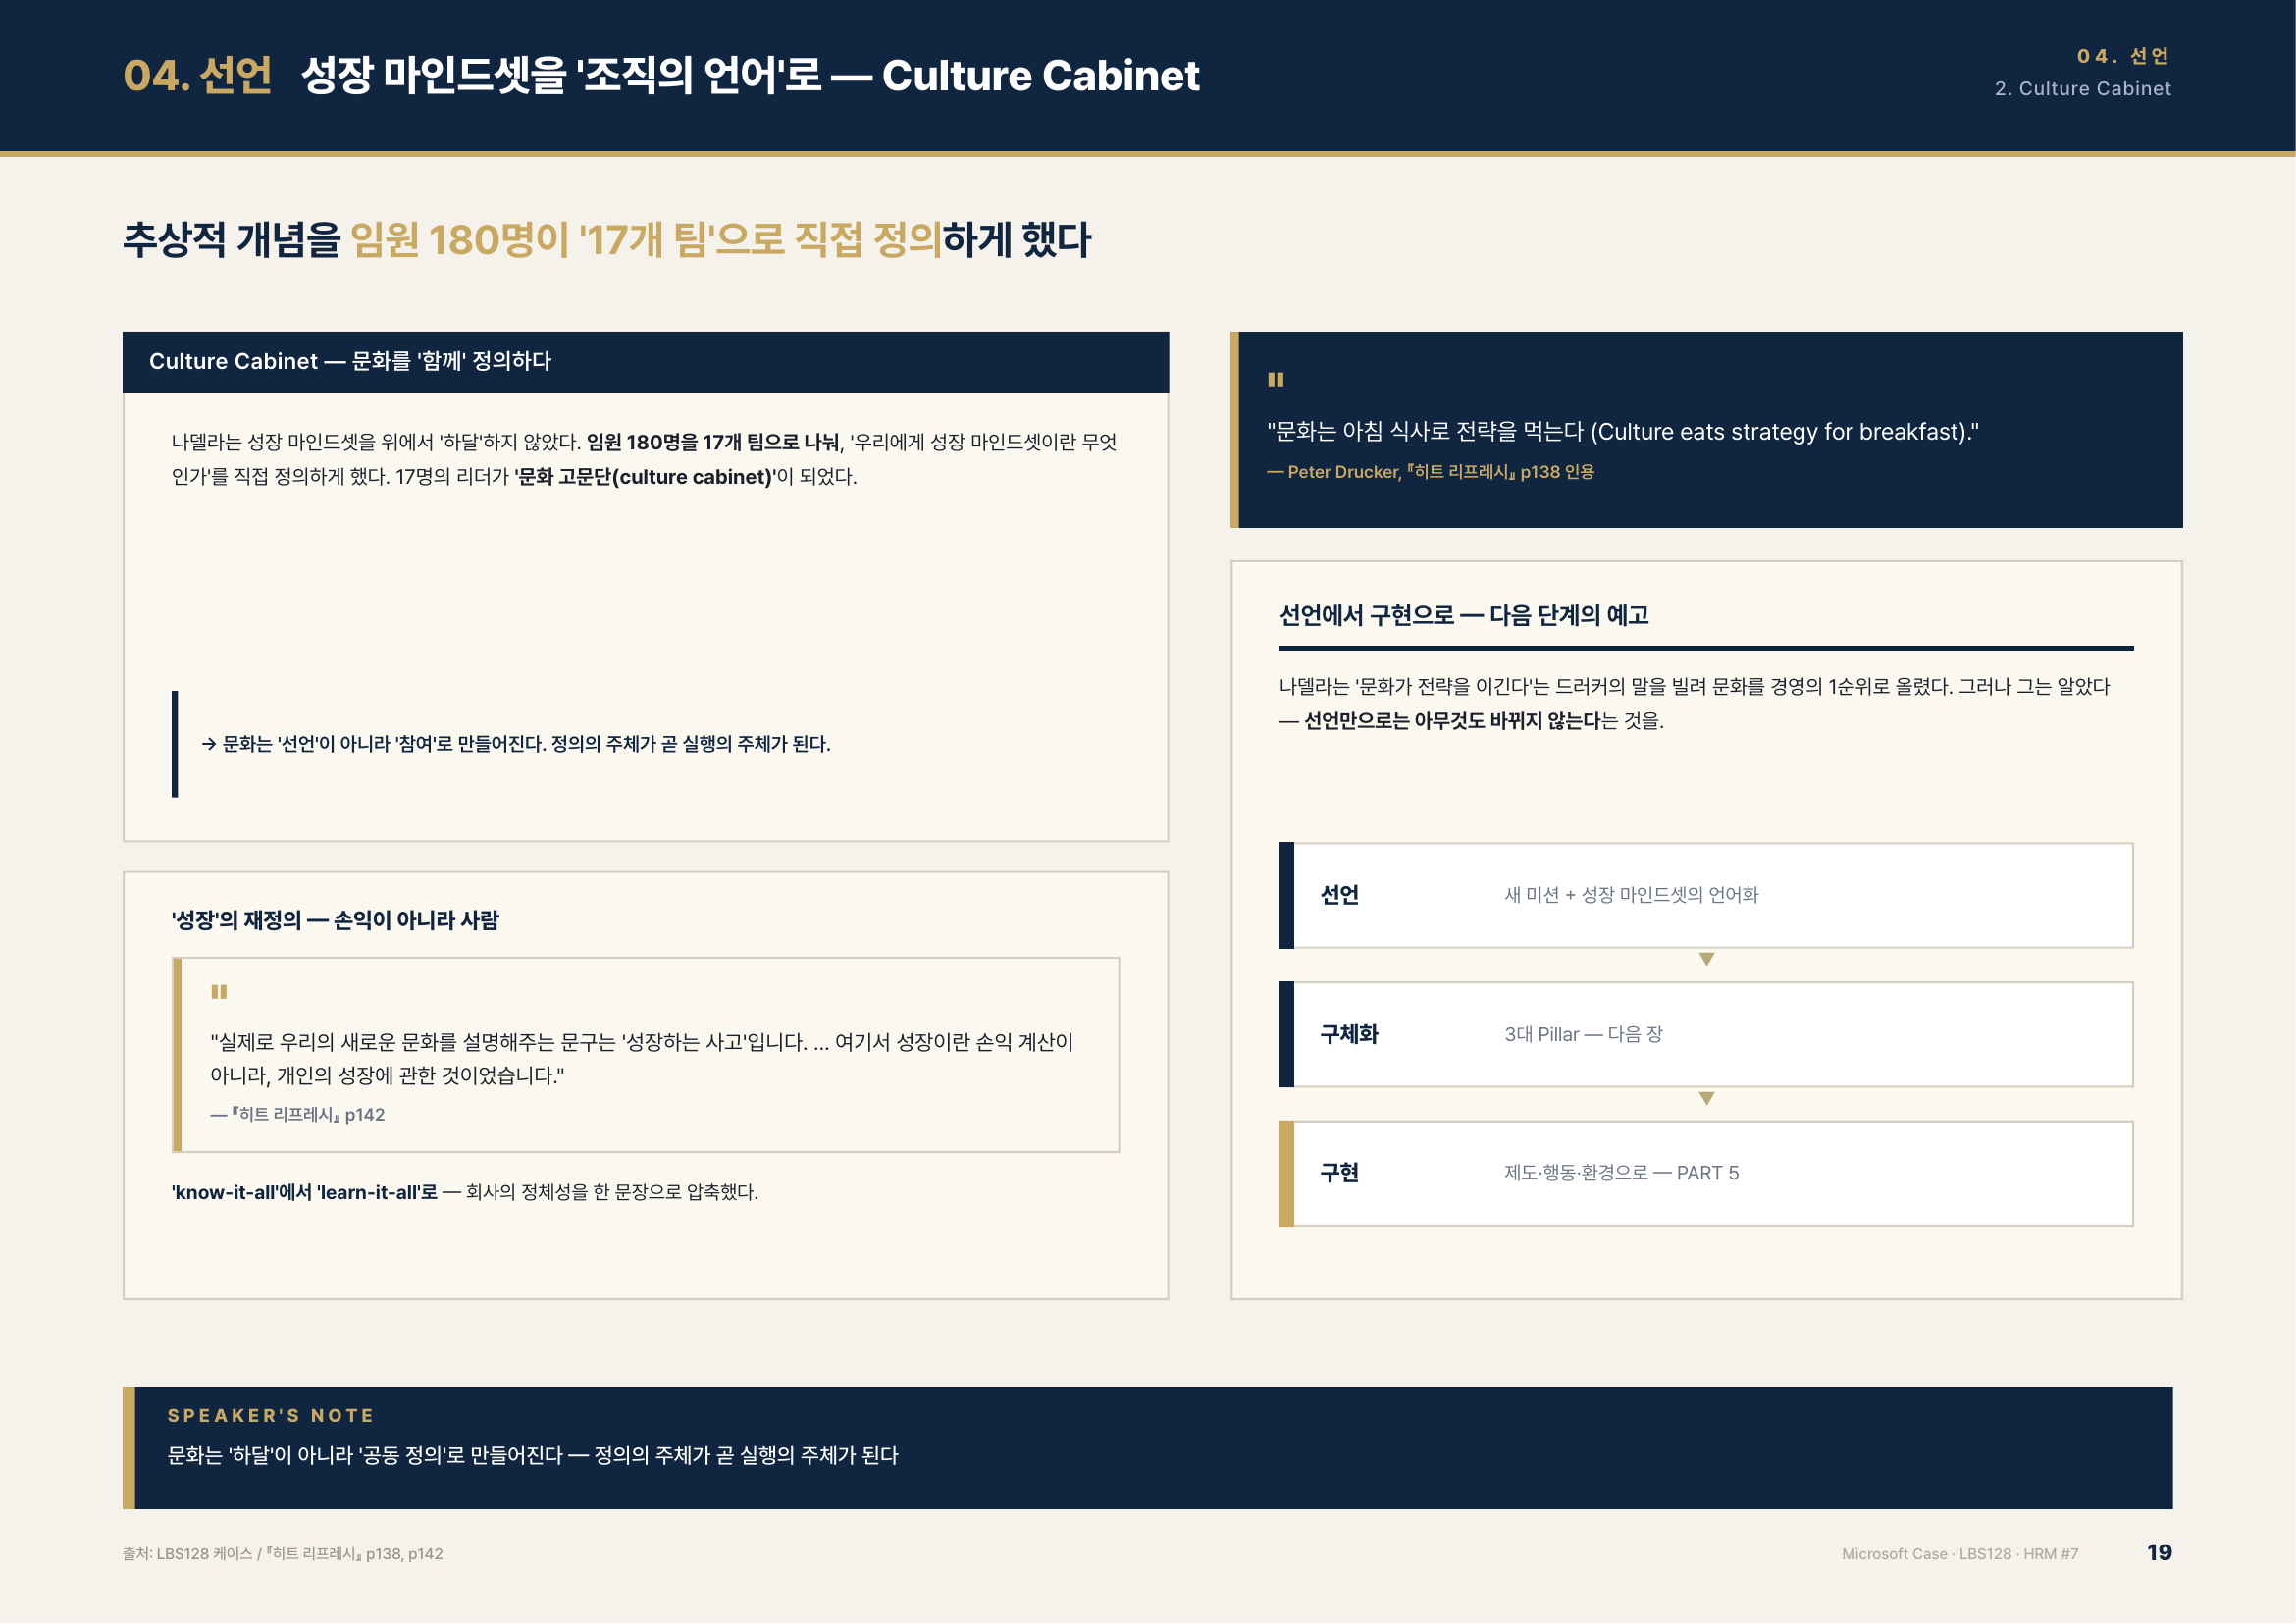 04. 선언 성장 마인드셋을 '조직의 언어'로 — Culture Cabinet
04. 선언
2. Culture Cabinet
추상적 개념을 임원 180명이 '17개 팀'으로 직접 정의하게 했다
Culture Cabinet — 문화를 '함께' 정의하다
나델라는 성장 마인드셋을 위에서 '하달'하지 않았다. 임원 180명을 17개 팀으로 나눠, '우리에게 성장 마인드셋이란 무엇
인가'를 직접 정의하게 했다. 17명의 리더가 '문화 고문단(culture cabinet)'이 되었다.
→ 문화는 '선언'이 아니라 '참여'로 만들어진다. 정의의 주체가 곧 실행의 주체가 된다.
'성장'의 재정의 — 손익이 아니라 사람
"
"실제로 우리의 새로운 문화를 설명해주는 문구는 '성장하는 사고'입니다. … 여기서 성장이란 손익 계산이
아니라, 개인의 성장에 관한 것이었습니다."
— 『히트 리프레시』 p142
'know-it-all'에서 'learn-it-all'로 — 회사의 정체성을 한 문장으로 압축했다.
"
"문화는 아침 식사로 전략을 먹는다 (Culture eats strategy for breakfast)."
— Peter Drucker, 『히트 리프레시』 p138 인용
선언에서 구현으로 — 다음 단계의 예고
나델라는 '문화가 전략을 이긴다'는 드러커의 말을 빌려 문화를 경영의 1순위로 올렸다. 그러나 그는 알았다
— 선언만으로는 아무것도 바뀌지 않는다는 것을.
선언 새 미션 + 성장 마인드셋의 언어화
▼
구체화 3대 Pillar — 다음 장
▼
구현 제도·행동·환경으로 — PART 5
SPEAKER'S NOTE
문화는 '하달'이 아니라 '공동 정의'로 만들어진다 — 정의의 주체가 곧 실행의 주체가 된다
출처: LBS128 케이스 / 『히트 리프레시』 p138, p142
Microsoft Case · LBS128 · HRM #7 19